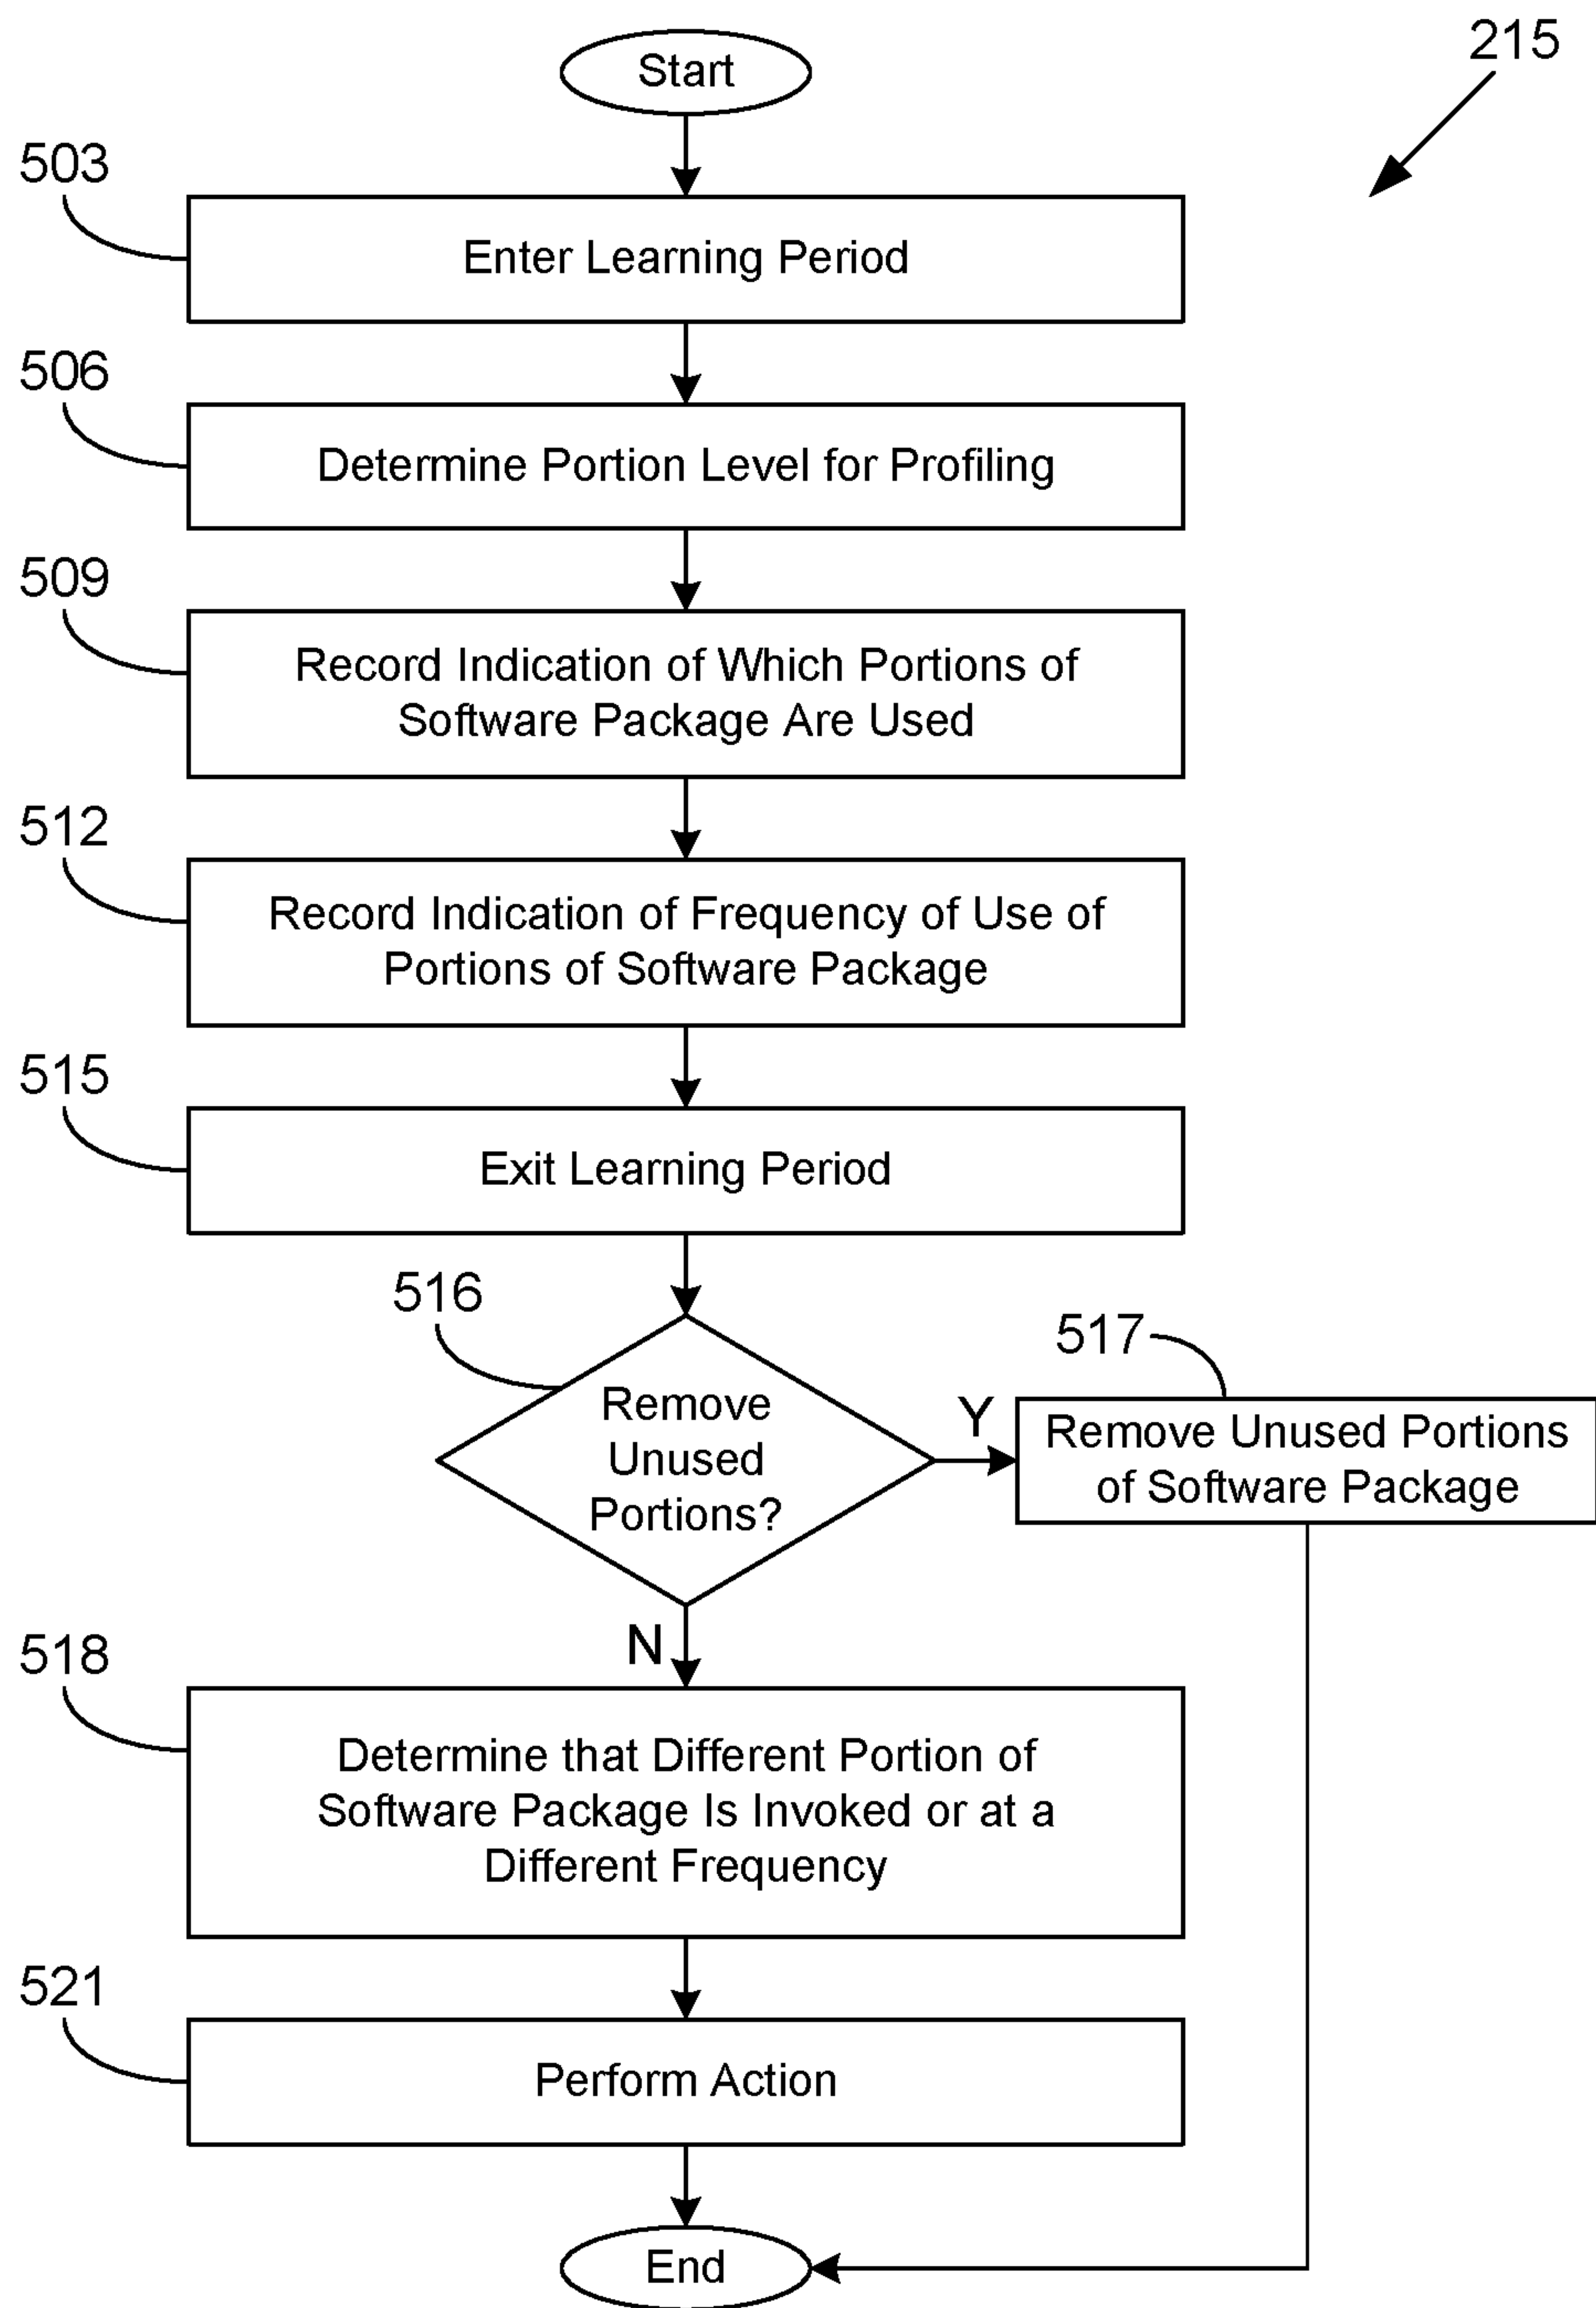 215
Start
503
Enter Learning Period
506
Determine Portion Level for Profiling
509
Record Indication of Which Portions of
Software Package Are Used
512
Record Indication of Frequency of Use of
Portions of Software Package
515
Exit Learning Period
516
Remove
Unused
Portions?
Y
517
Remove Unused Portions
of Software Package
N
518
Determine that Different Portion of
Software Package Is Invoked or at a
Different Frequency
521
Perform Action
End